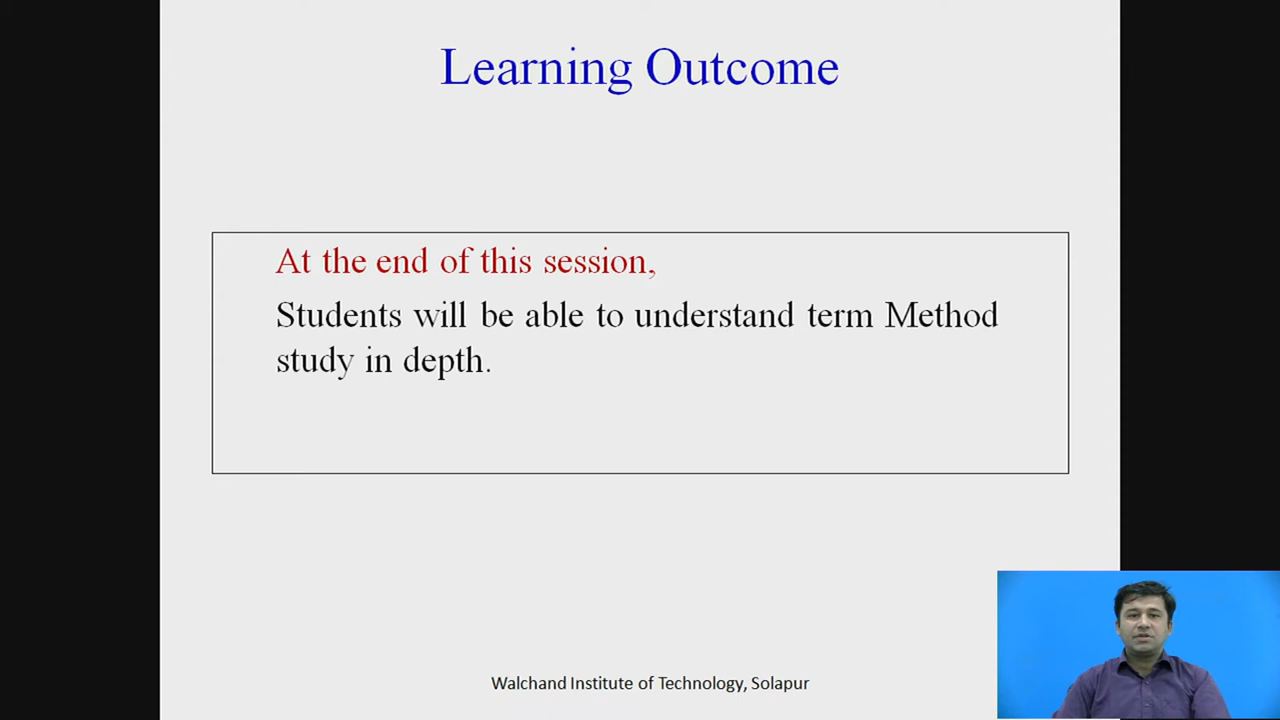 Learning Outcome
At the end of this session,
Students will be able to understand term Method
study in depth.
Walchand Institute of Technology, Solapur